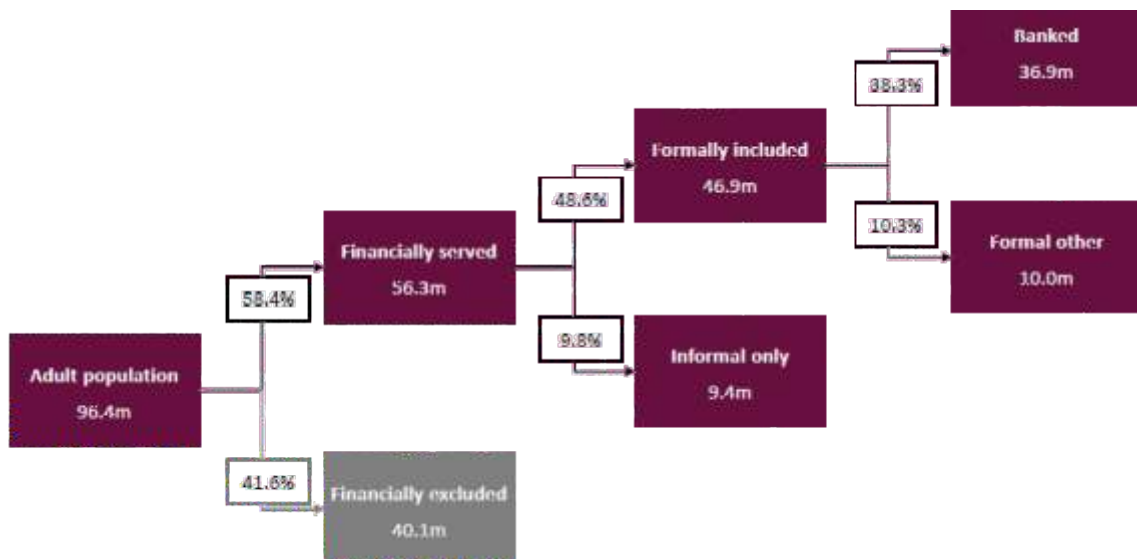 Banked
36.9m
38.3%
Formally included
46.9m
48.6%
10.3%
Formal other
10.0m
Financially served
56.3m
58.4%
9.8%
Informal only
9.4m
Adult population
96.4m
41.6%
Financially excluded
40.1m